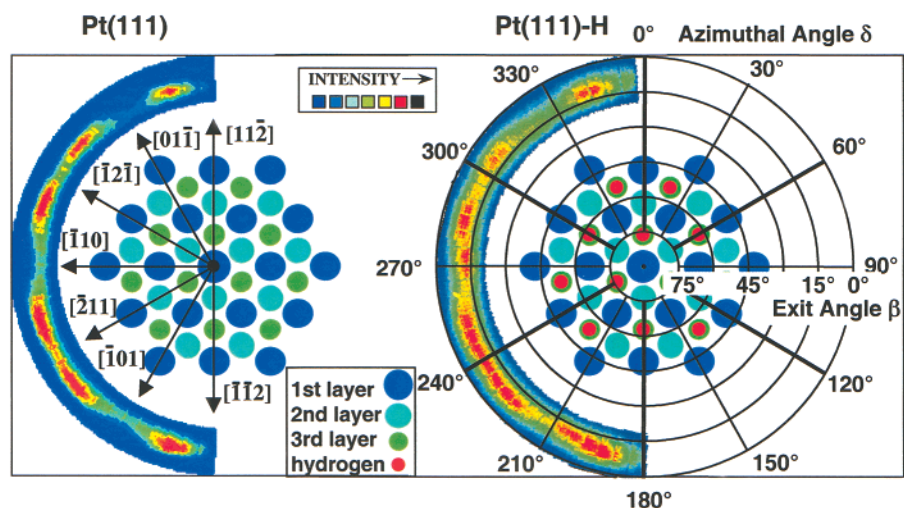 Pt(111)
Pt(111)-H
0°
Azimuthal Angle δ
INTENSITY→
330°
30°
[011̅]
[112̅]
300°
60°
[1̅21̅]
[1̅10]
270°
75° 45° 15° 0°
90°
Exit Angle β
[2̅11]
[1̅01]
[1̅1̅2]
240°
120°
1st layer
2nd layer
3rd layer
hydrogen
210°
150°
180°